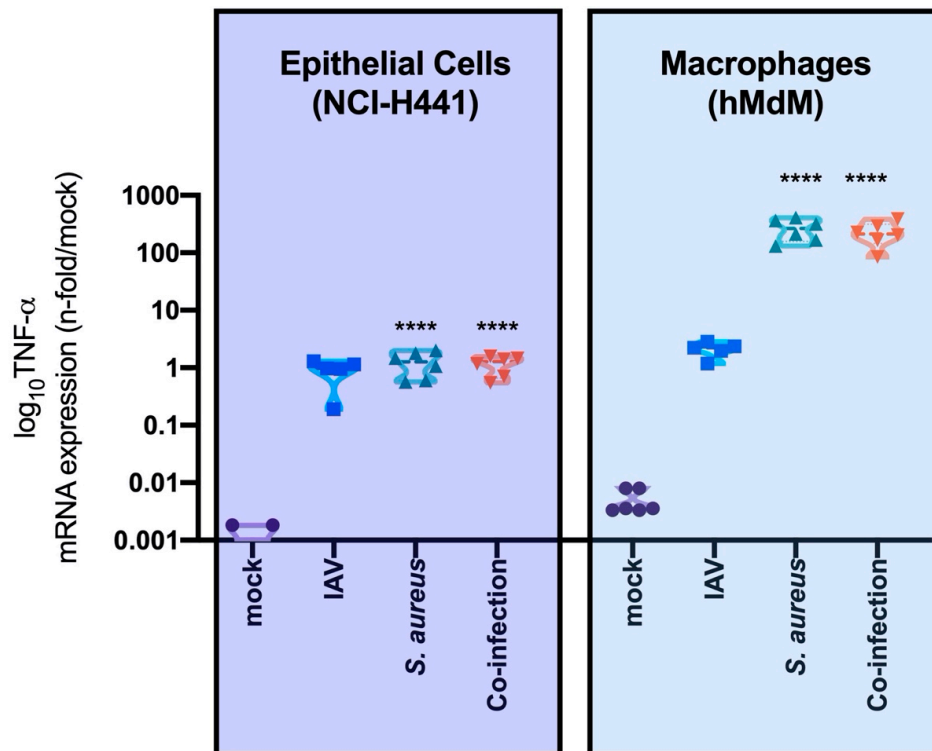 Epithelial Cells
(NCI-H441)
Macrophages
(hMdM)
log10TNF-α
mRNA expression (n-fold/mock)
1000
100
10
1
0.1
0.01
0.001
****
****
****
****
mock
IAV
S. aureus
Co-infection
mock
IAV
S. aureus
Co-infection